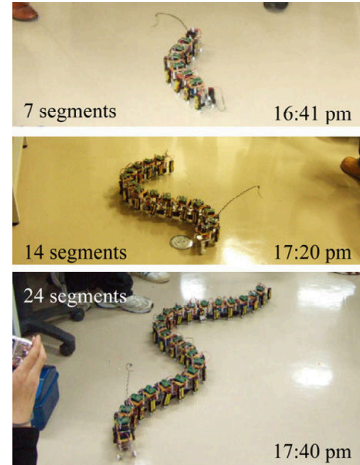 7 segments
16:41 pm
14 segments
17:20 pm
24 segments
17:40 pm